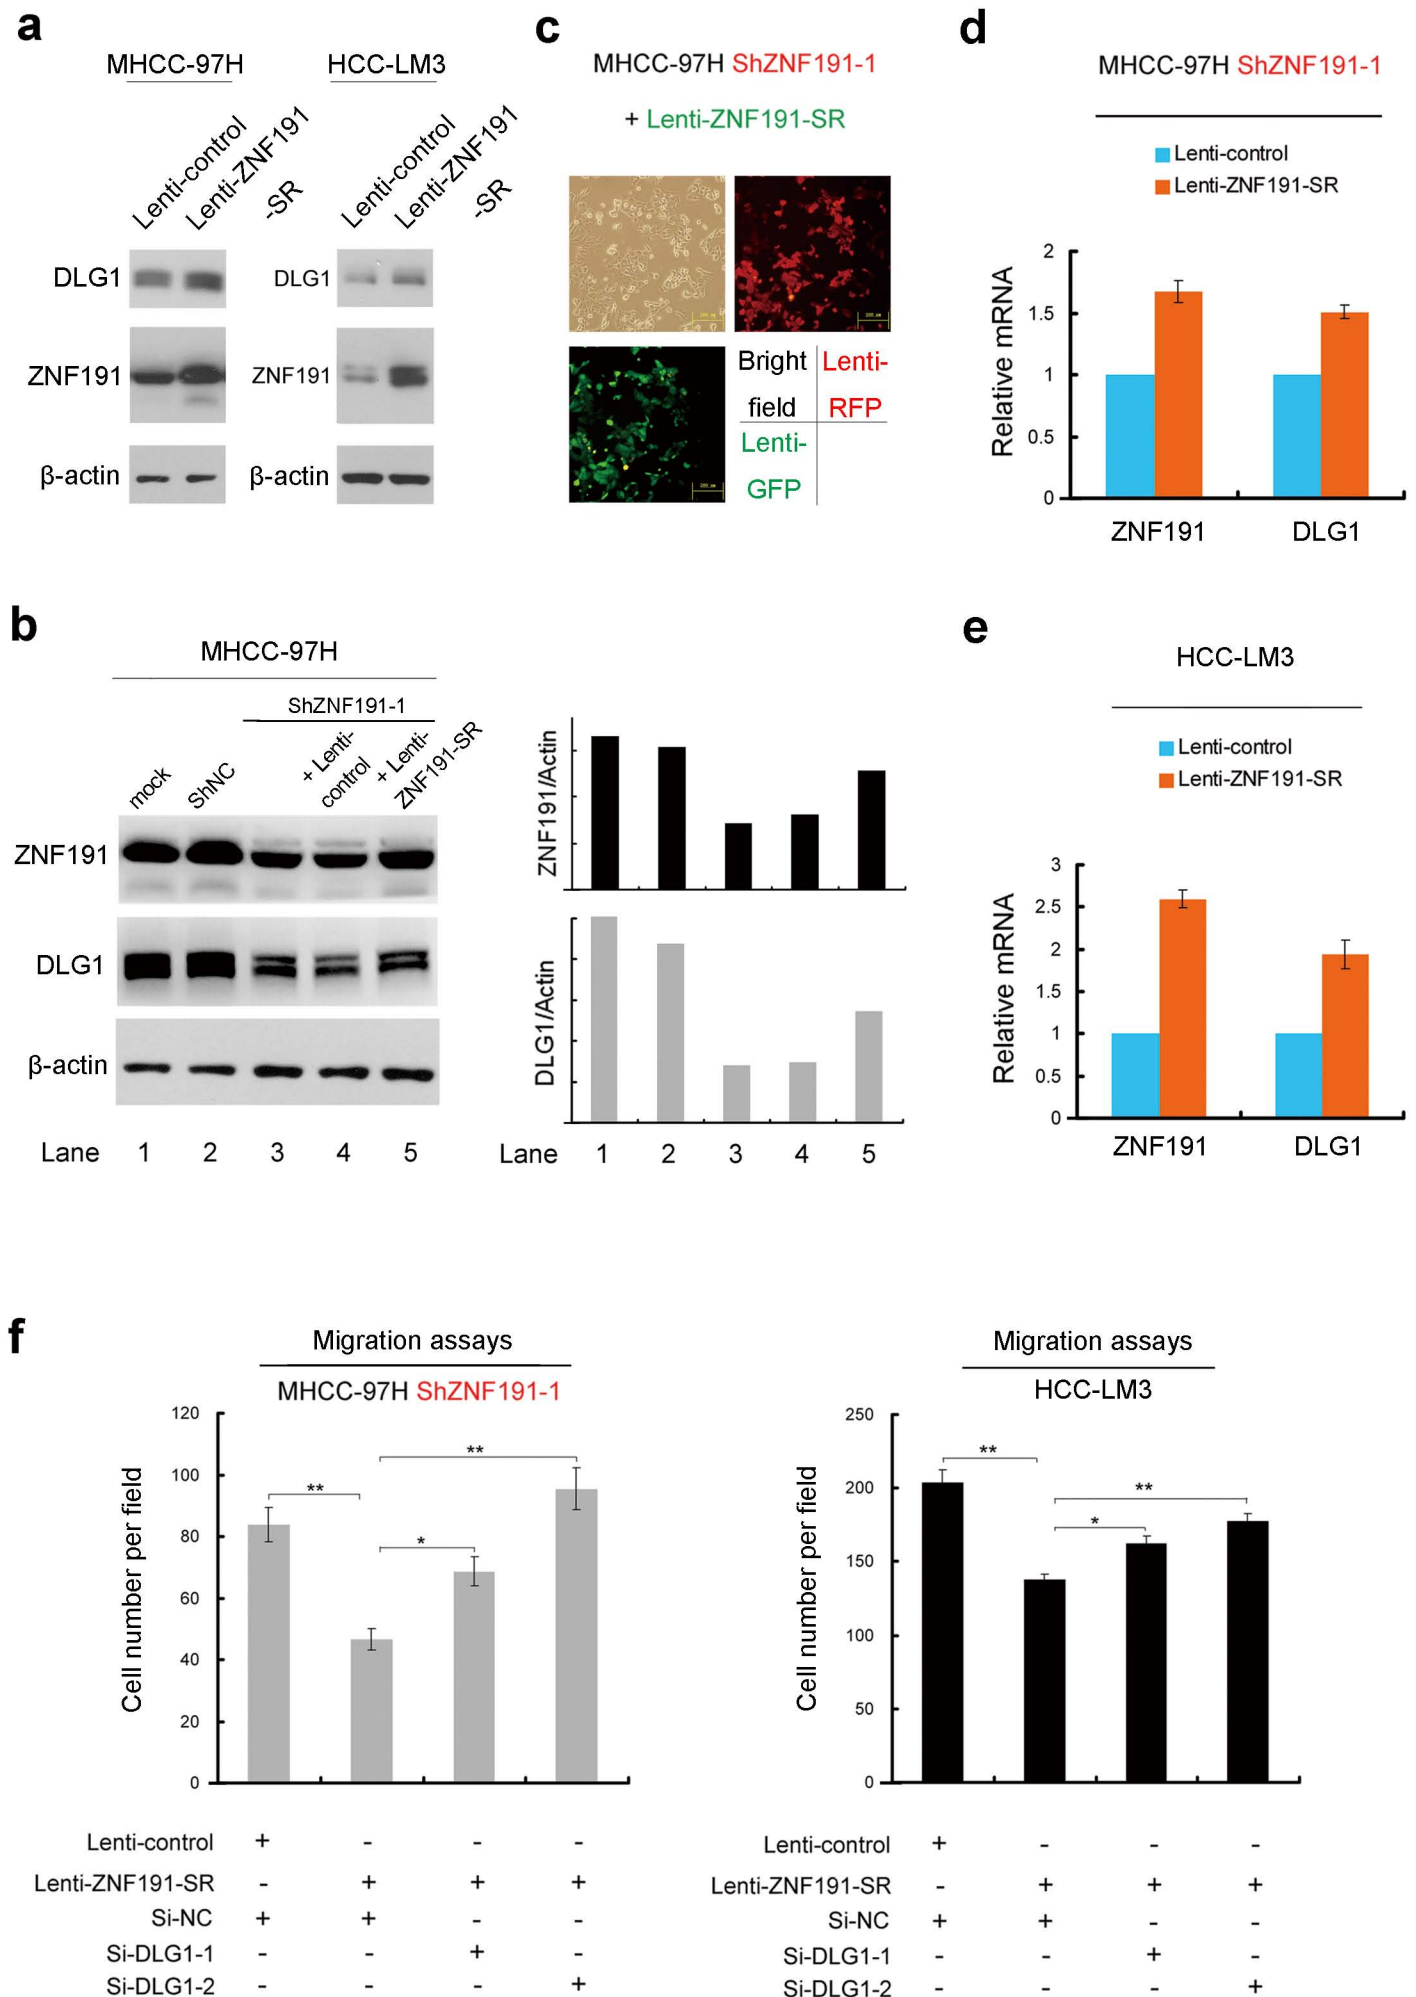 a
MHCC-97H HCC-LM3
Lenti-control
Lenti-ZNF191
-SR
Lenti-control
Lenti-ZNF191
-SR
DLG1 DLG1
ZNF191 ZNF191
β-actin β-actin
c
MHCC-97H ShZNF191-1
+ Lenti-ZNF191-SR
200 μm
200 μm
200 μm
Bright Lenti-
field RFP
Lenti-
GFP
d
MHCC-97H ShZNF191-1
Lenti-control
Lenti-ZNF191-SR
Relative mRNA
2
1.5
1
0.5
0
ZNF191 DLG1
b
MHCC-97H
ShZNF191-1
mock
ShNC
+ Lenti-
control
+ Lenti-
ZNF191-SR
ZNF191
DLG1
β-actin
Lane 1 2 3 4 5
ZNF191/Actin
DLG1/Actin
Lane 1 2 3 4 5
e
HCC-LM3
Lenti-control
Lenti-ZNF191-SR
Relative mRNA
3
2.5
2
1.5
1
0.5
0
ZNF191 DLG1
f
Migration assays
MHCC-97H ShZNF191-1
Cell number per field
120
100
80
60
40
20
0
**
*
**
Lenti-control + - - -
Lenti-ZNF191-SR - + + +
Si-NC + + - -
Si-DLG1-1 - - + -
Si-DLG1-2 - - - +
Migration assays
HCC-LM3
Cell number per field
250
200
150
100
50
0
**
**
*
Lenti-control + - - -
Lenti-ZNF191-SR - + + +
Si-NC + + - -
Si-DLG1-1 - - + -
Si-DLG1-2 - - - +